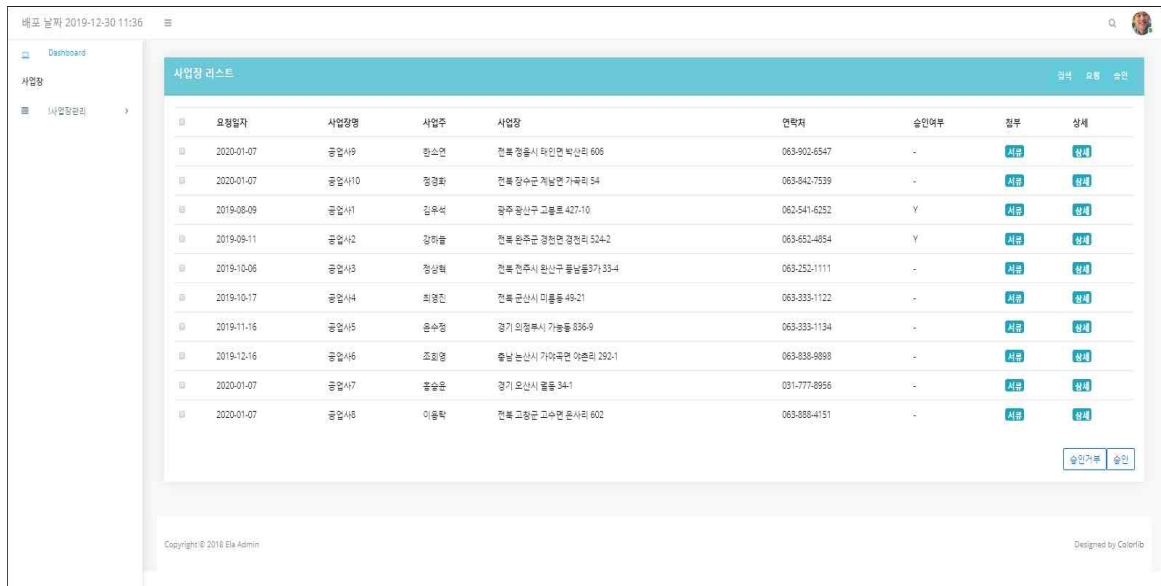 배포 날짜 2019-12-30 11:36
Dashboard
사업장
사업장관리
사업장 리스트
검색 요청 승인
요청일자 사업장명 사업주 사업장 연락처 승인여부 첨부 상세
2020-01-07 공업사9 한소연 전북 정읍시 태인면 박산리 606 063-902-6547 - 서류 상세
2020-01-07 공업사10 정경화 전북 장수군 계남면 가곡리 54 063-842-7539 - 서류 상세
2019-08-09 공업사1 김우석 광주 광산구 고봉로 427-10 062-541-6252 Y 서류 상세
2019-09-11 공업사2 강하늘 전북 완주군 경천면 경천리 524-2 063-652-4854 Y 서류 상세
2019-10-06 공업사3 정상혁 전북 전주시 완산구 풍남동3가 33-4 063-252-1111 - 서류 상세
2019-10-17 공업사4 최영진 전북 군산시 미룡동 49-21 063-333-1122 - 서류 상세
2019-11-16 공업사5 윤수정 경기 의정부시 가능동 836-9 063-333-1134 - 서류 상세
2019-12-16 공업사6 조희영 충남 논산시 가야곡면 야촌리 292-1 063-838-9898 - 서류 상세
2020-01-07 공업사7 홍승윤 경기 오산시 궐동 34-1 031-777-8956 - 서류 상세
2020-01-07 공업사8 이용탁 전북 고창군 고수면 은사리 602 063-888-4151 - 서류 상세
승인거부 승인
Copyright © 2018 Ela Admin
Designed by Colorlib